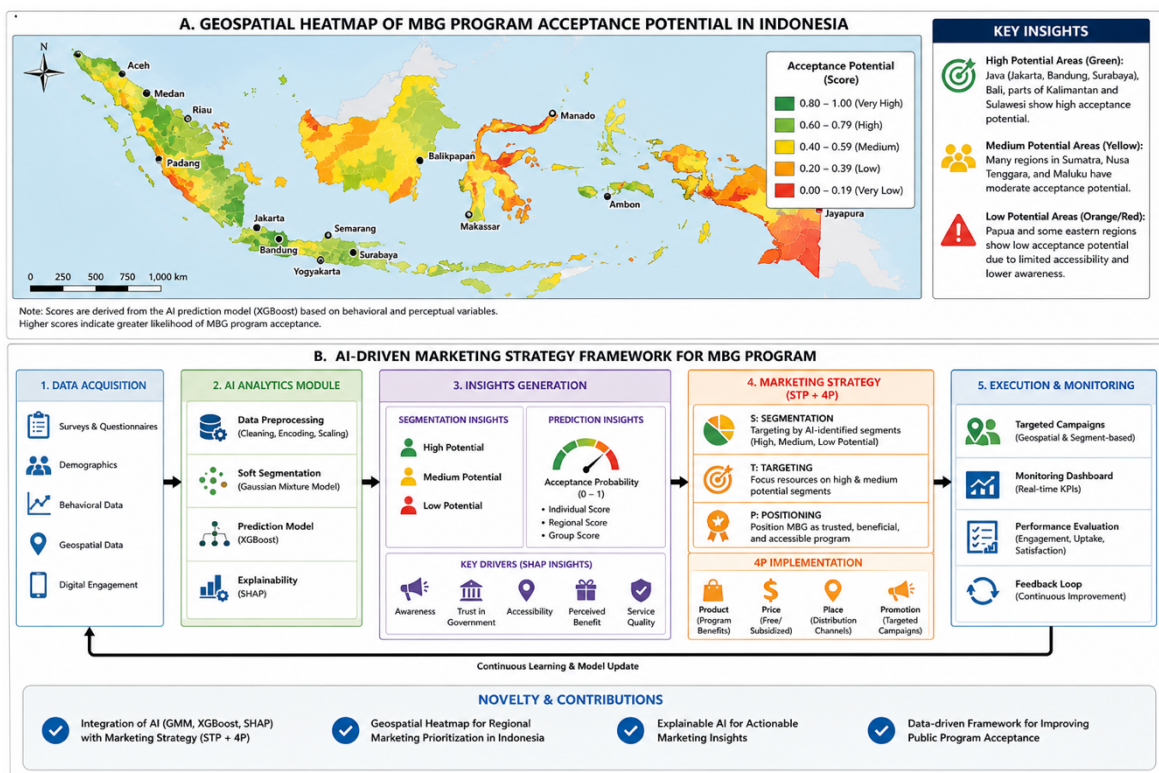 A. GEOSPATIAL HEATMAP OF MBG PROGRAM ACCEPTANCE POTENTIAL IN INDONESIA
N
Aceh
Medan
Riau
Padang
Jakarta
Bandung
Semarang
Yogyakarta
Surabaya
Balikpapan
Makassar
Manado
Ambon
Jayapura
0 250 500 750 1,000 km
Acceptance Potential
(Score)
0.80 – 1.00 (Very High)
0.60 – 0.79 (High)
0.40 – 0.59 (Medium)
0.20 – 0.39 (Low)
0.00 – 0.19 (Very Low)
KEY INSIGHTS
High Potential Areas (Green):
Java (Jakarta, Bandung, Surabaya),
Bali, parts of Kalimantan and
Sulawesi show high acceptance
potential.
Medium Potential Areas (Yellow):
Many regions in Sumatra, Nusa
Tenggara, and Maluku have
moderate acceptance potential.
Low Potential Areas (Orange/Red):
Papua and some eastern regions
show low acceptance potential
due to limited accessibility and
lower awareness.
Note: Scores are derived from the AI prediction model (XGBoost) based on behavioral and perceptual variables.
Higher scores indicate greater likelihood of MBG program acceptance.
B. AI-DRIVEN MARKETING STRATEGY FRAMEWORK FOR MBG PROGRAM
1. DATA ACQUISITION
Surveys & Questionnaires
Demographics
Behavioral Data
Geospatial Data
Digital Engagement
2. AI ANALYTICS MODULE
Data Preprocessing
(Cleaning, Encoding, Scaling)
Soft Segmentation
(Gaussian Mixture Model)
Prediction Model
(XGBoost)
Explainability
(SHAP)
3. INSIGHTS GENERATION
SEGMENTATION INSIGHTS
High Potential
Medium Potential
Low Potential
PREDICTION INSIGHTS
Acceptance Probability
(0 – 1)
• Individual Score
• Regional Score
• Group Score
KEY DRIVERS (SHAP INSIGHTS)
Awareness
Trust in
Government
Accessibility
Perceived
Benefit
Service
Quality
4. MARKETING STRATEGY
(STP + 4P)
S: SEGMENTATION
Targeting by AI-identified segments
(High, Medium, Low Potential)
T: TARGETING
Focus resources on high & medium
potential segments
P: POSITIONING
Position MBG as trusted, beneficial,
and accessible program
4P IMPLEMENTATION
Product
(Program
Benefits)
Price
(Free/
Subsidized)
Place
(Distribution
Channels)
Promotion
(Targeted
Campaigns)
5. EXECUTION & MONITORING
Targeted Campaigns
(Geospatial & Segment-based)
Monitoring Dashboard
(Real-time KPIs)
Performance Evaluation
(Engagement, Uptake,
Satisfaction)
Feedback Loop
(Continuous Improvement)
Continuous Learning & Model Update
NOVELTY & CONTRIBUTIONS
Integration of AI (GMM, XGBoost, SHAP)
with Marketing Strategy (STP + 4P)
Geospatial Heatmap for Regional
Marketing Prioritization in Indonesia
Explainable AI for Actionable
Marketing Insights
Data-driven Framework for Improving
Public Program Acceptance